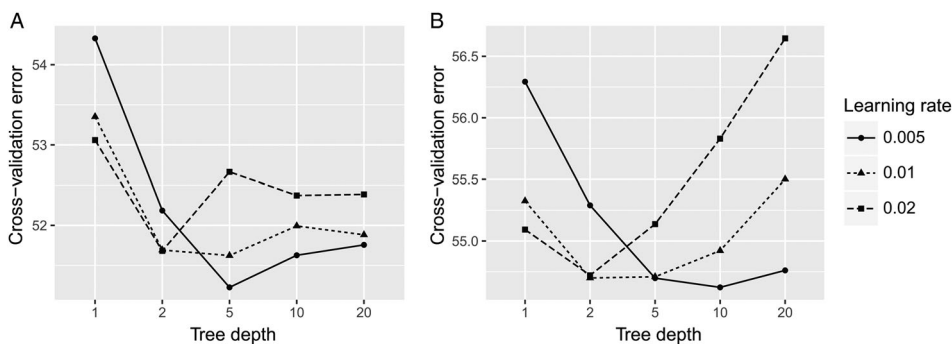 A
Cross-validation error
54
53
52
1
2
5
10
20
Tree depth
B
Cross-validation error
56.5
56.0
55.5
55.0
1
2
5
10
20
Tree depth
Learning rate
0.005
0.01
0.02